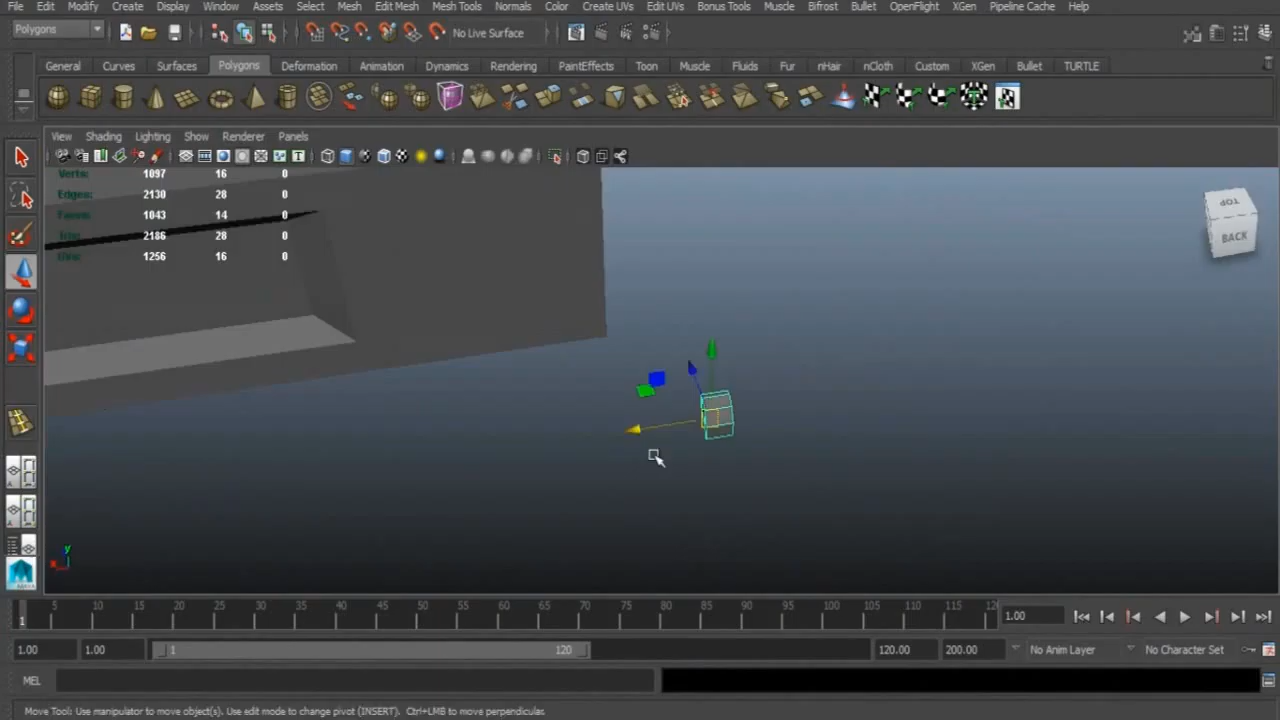 File Edit Modify Create Display Window Assets Select Mesh Edit Mesh Mesh Tools Normals Color Create UVs Edit UVs Bonus Tools Muscle Bifrost Bullet OpenFlight XGen Pipeline Cache Help
Polygons No Live Surface
General Curves Surfaces Polygons Deformation Animation Dynamics Rendering PaintEffects Toon Muscle Fluids Fur nHair nCloth Custom XGen Bullet TURTLE
View Shading Lighting Show Renderer Panels
Verts: 1097 16 0
Edges: 2130 28 0
Faces: 1043 14 0
Tris: 2186 28 0
UVs: 1256 16 0
TOP
BACK
y
x
1 5 10 15 20 25 30 35 40 45 50 55 60 65 70 75 80 85 90 95 100 105 110 115 1.00
1.00 1.00 1 120 120.00 200.00 No Anim Layer No Character Set
MEL
Move Tool: Use manipulator to move object(s). Use edit mode to change pivot (INSERT). Ctrl+LMB to move perpendicular.